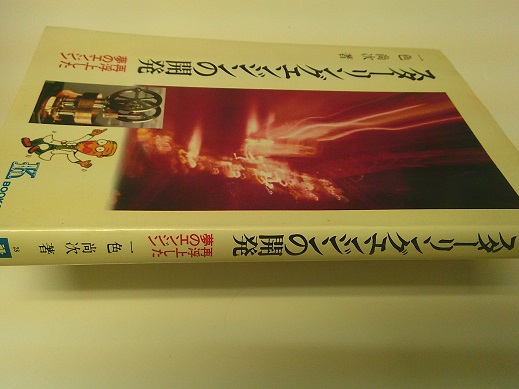 スターリングエンジンの開発
再浮上した
夢のエンジン
一色尚次 著
IK
BOOKS
スターリングエンジンの開発
再浮上した
夢のエンジン
一色尚次 著